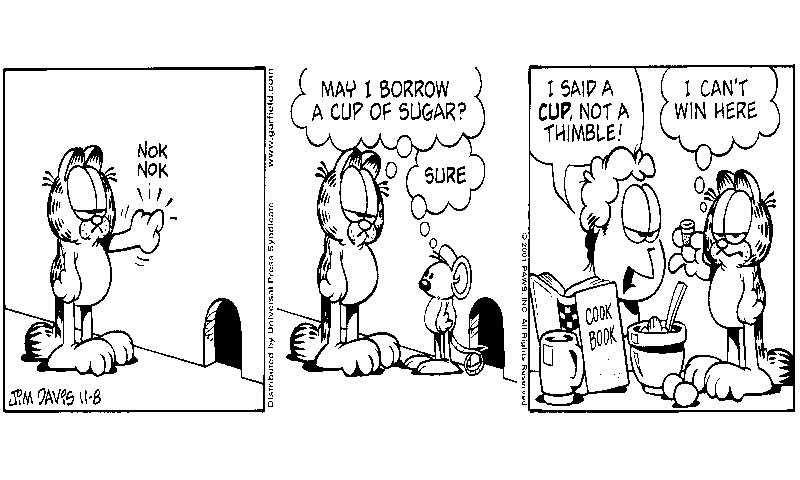 NOK
NOK
JIM DAVIS 11-8
www.garfield.com
Distributed by Universal Press Syndicate
MAY I BORROW
A CUP OF SUGAR?
SURE
© 2001 PAWS, INC. All Rights Reserved
I SAID A
CUP, NOT A
THIMBLE!
I CAN'T
WIN HERE
COOK
BOOK